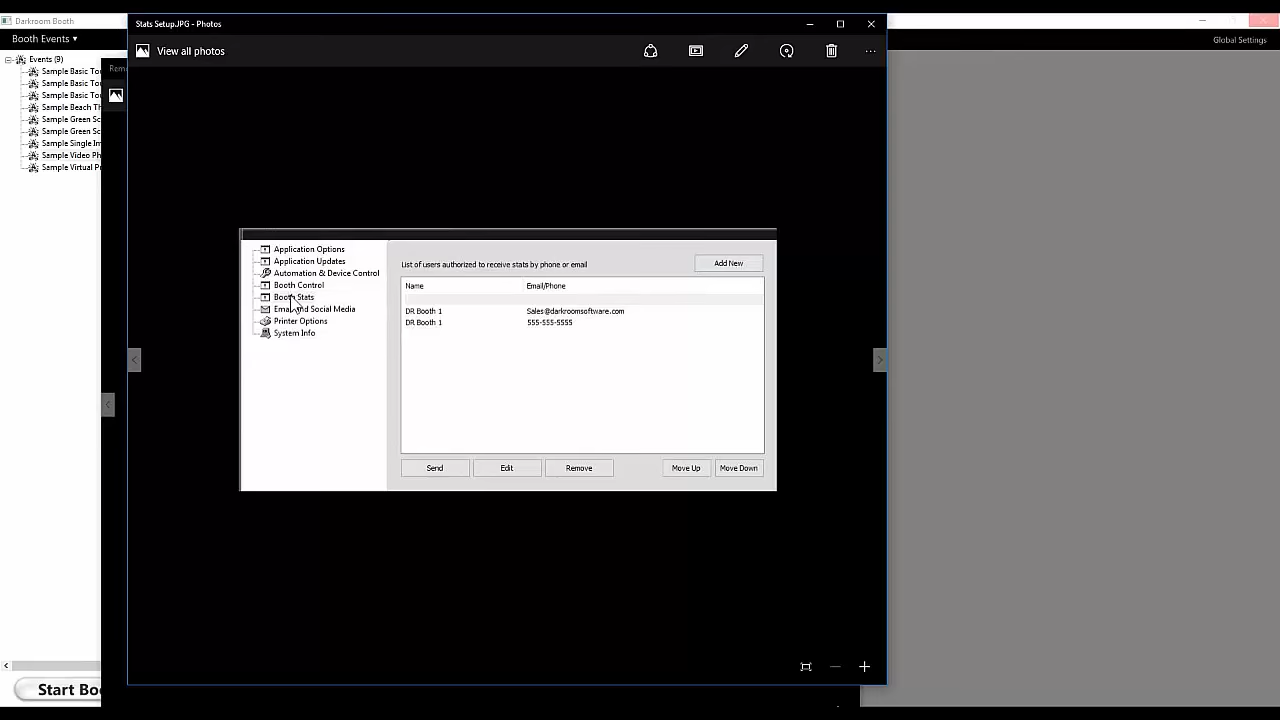 Darkroom Booth
Booth Events
Global Settings
Events (9)
Sample Basic To
Sample Basic To
Sample Basic To
Sample Beach Th
Sample Green Sc
Sample Green Sc
Sample Single Im
Sample Video Ph
Sample Virtual P
Start Boo
Rem
Stats Setup.JPG - Photos
View all photos
Application Options
Application Updates
Automation & Device Control
Booth Control
Booth Stats
Email and Social Media
Printer Options
System Info
List of users authorized to receive stats by phone or email
Add New
Name Email/Phone
DR Booth 1 Sales@darkroomsoftware.com
DR Booth 1 555-555-5555
Send Edit Remove Move Up Move Down